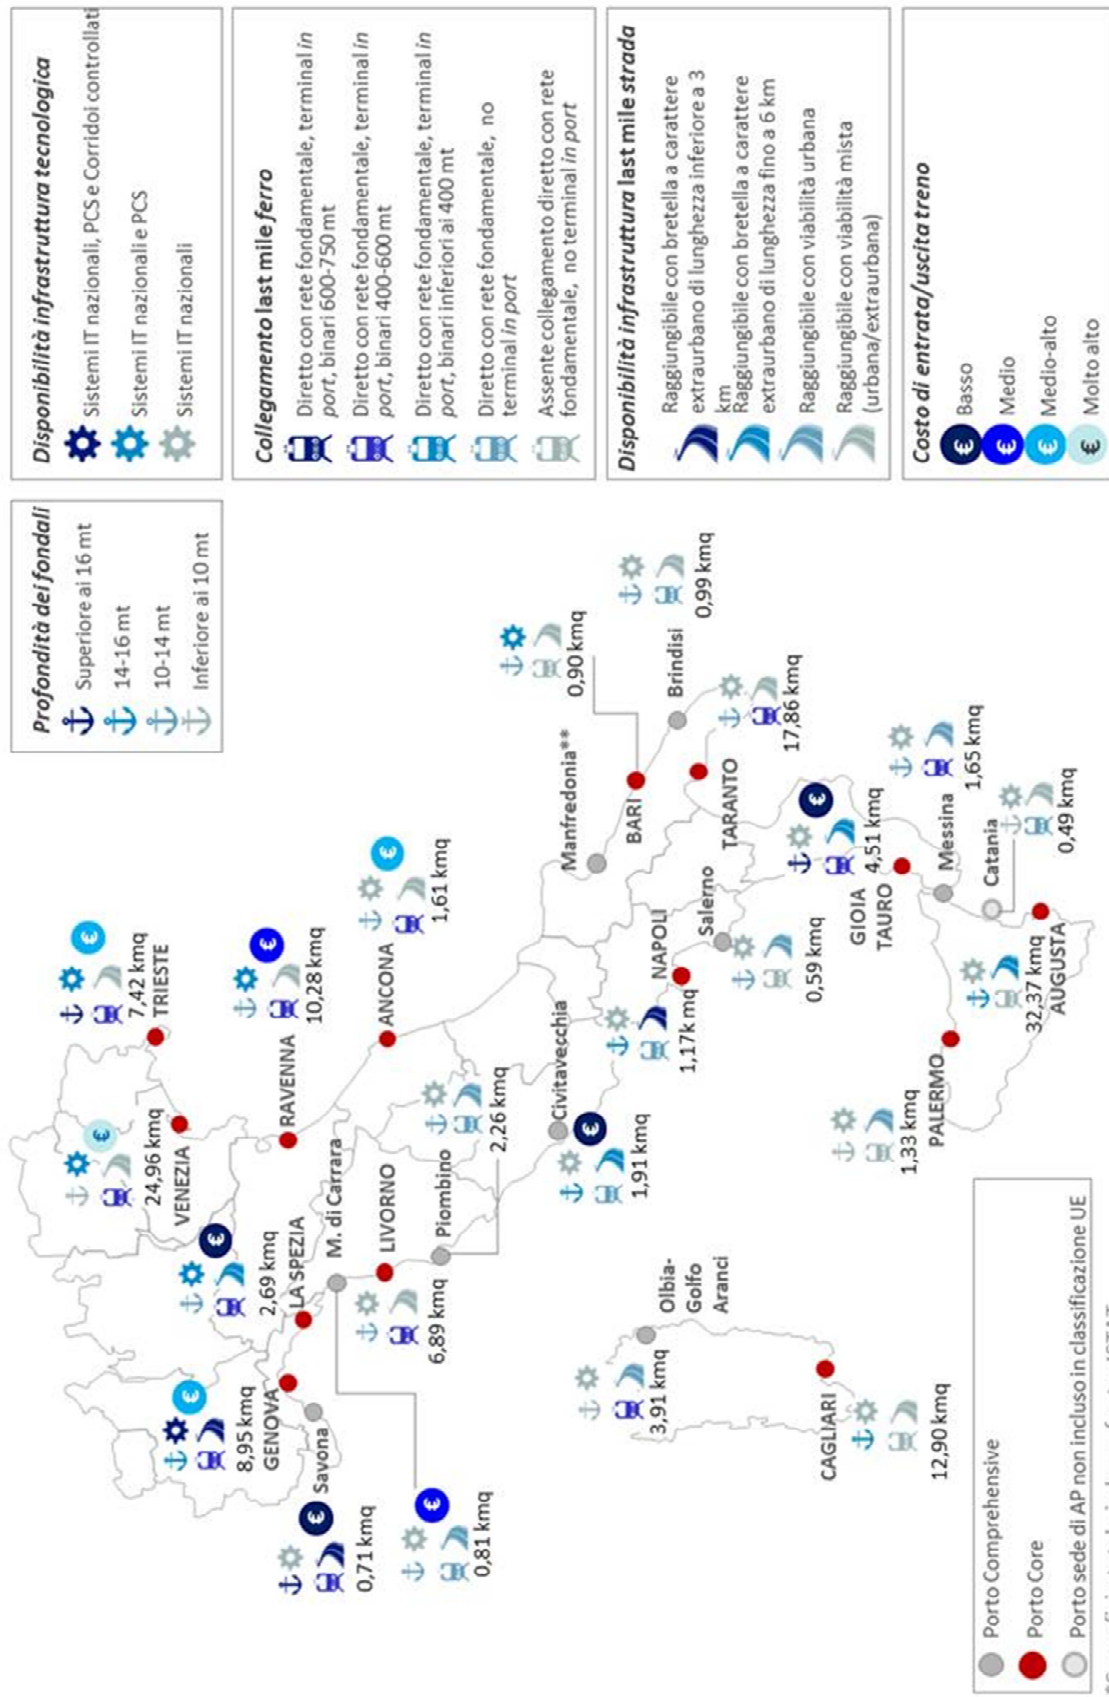 Profondità dei fondali
Superiore ai 16 mt
14-16 mt
10-14 mt
Inferiore ai 10 mt
Disponibilità infrastruttura tecnologica
Sistemi IT nazionali, PCS e Corridoi controllati
Sistemi IT nazionali e PCS
Sistemi IT nazionali
Collegamento last mile ferro
Diretto con rete fondamentale, terminal in
port, binari 600-750 mt
Diretto con rete fondamentale, terminal in
port, binari 400-600 mt
Diretto con rete fondamentale, terminal in
port, binari inferiori ai 400 mt
Diretto con rete fondamentale, no
terminal in port
Assente collegamento diretto con rete
fondamentale, no terminal in port
Disponibilità infrastruttura last mile strada
Raggiungibile con bretella a carattere
extraurbano di lunghezza inferiore a 3
km
Raggiungibile con bretella a carattere
extraurbano di lunghezza fino a 6 km
Raggiungibile con viabilità urbana
Raggiungibile con viabilità mista
(urbana/extraurbana)
Costo di entrata/uscita treno
€ Basso
€ Medio
€ Medio-alto
€ Molto alto
€
7,42 kmq
TRIESTE
€
24,96 kmq
VENEZIA
€
10,28 kmq
RAVENNA
€
1,61 kmq
ANCONA
€
2,69 kmq
LA SPEZIA
€
8,95 kmq
GENOVA
Savona
€
0,71 kmq
M. di Carrara
€
0,81 kmq
LIVORNO
6,89 kmq
Piombino
2,26 kmq
Civitavecchia
€
1,91 kmq
NAPOLI
1,17k mq
Salerno
0,59 kmq
Manfredonia**
BARI
0,90 kmq
Brindisi
0,99 kmq
TARANTO
17,86 kmq
€
4,51 kmq
GIOIA
TAURO
Messina
1,65 kmq
Catania
0,49 kmq
32,37 kmq
AUGUSTA
PALERMO
1,33 kmq
Olbia-
Golfo
Aranci
3,91 kmq
CAGLIARI
12,90 kmq
Porto Comprehensive
Porto Core
Porto sede di AP non incluso in classificazione UE